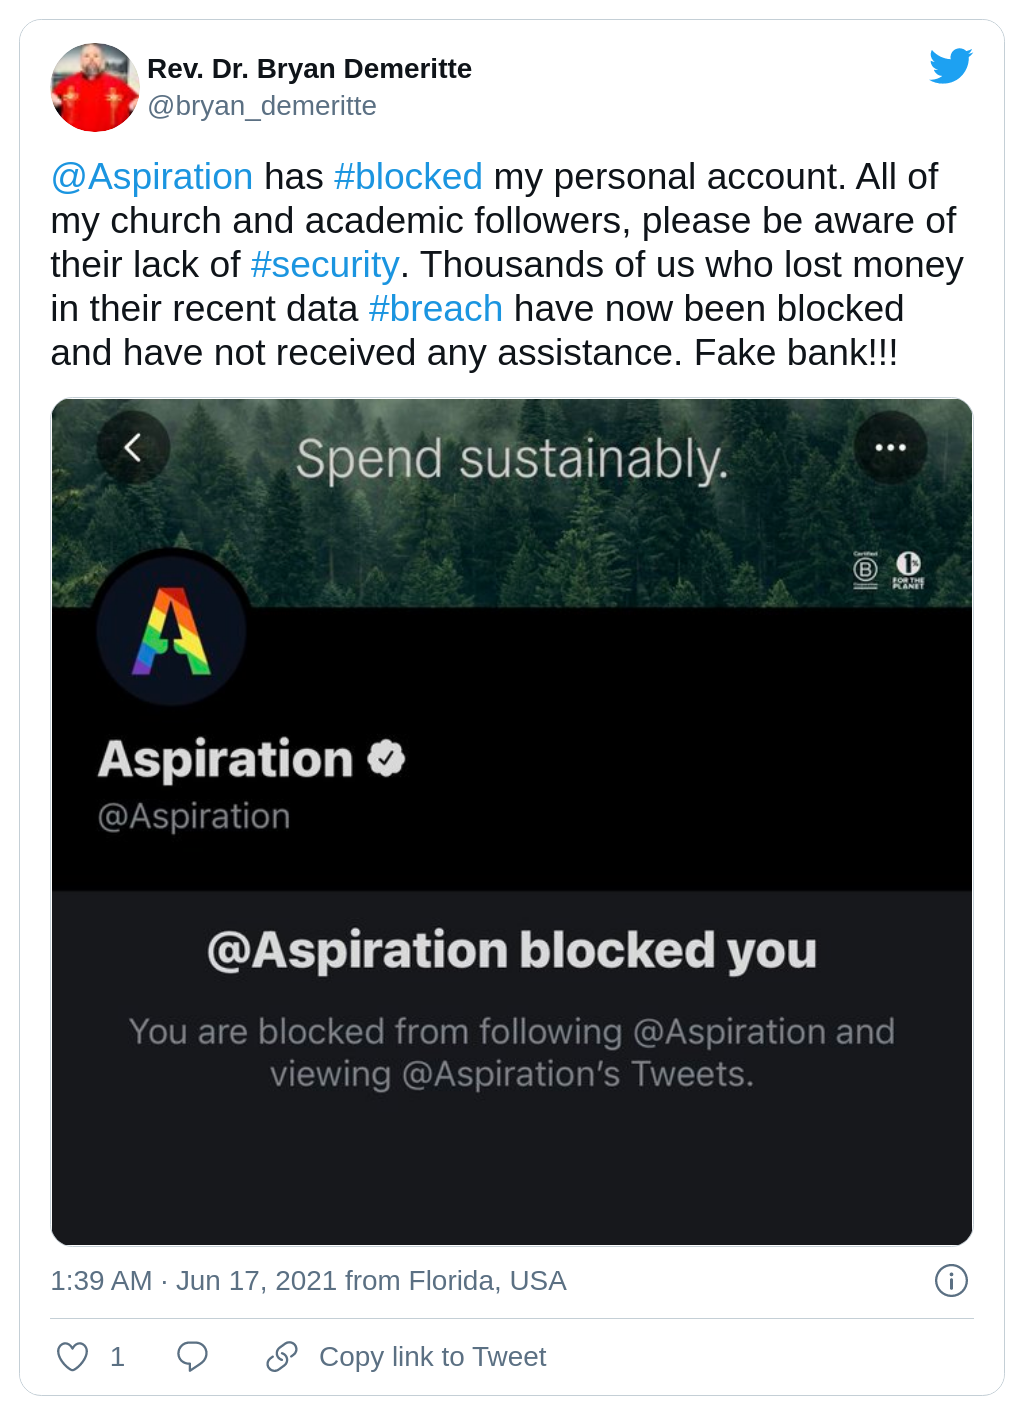 Rev. Dr. Bryan Demeritte
@bryan_demeritte
@Aspiration has #blocked my personal account. All of
my church and academic followers, please be aware of
their lack of #security. Thousands of us who lost money
in their recent data #breach have now been blocked
and have not received any assistance. Fake bank!!!
Spend sustainably.
Certified
B
Corporation
1%
FOR THE
PLANET
A
Aspiration
@Aspiration
@Aspiration blocked you
You are blocked from following @Aspiration and
viewing @Aspiration’s Tweets.
1:39 AM · Jun 17, 2021 from Florida, USA
1
Copy link to Tweet